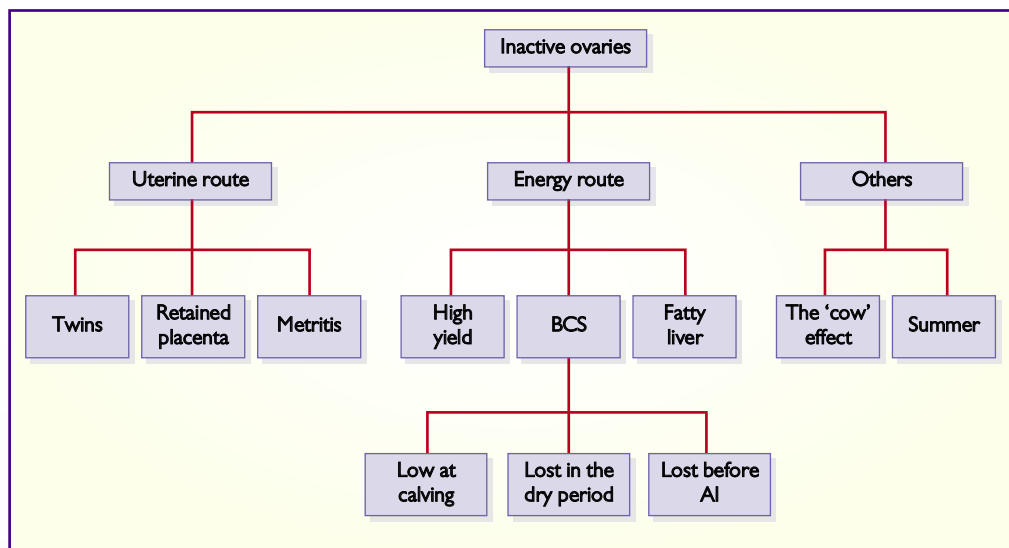 Inactive ovaries
Uterine route
Energy route
Others
Twins
Retained
placenta
Metritis
High
yield
BCS
Fatty
liver
The ‘cow’
effect
Summer
Low at
calving
Lost in the
dry period
Lost before
AI